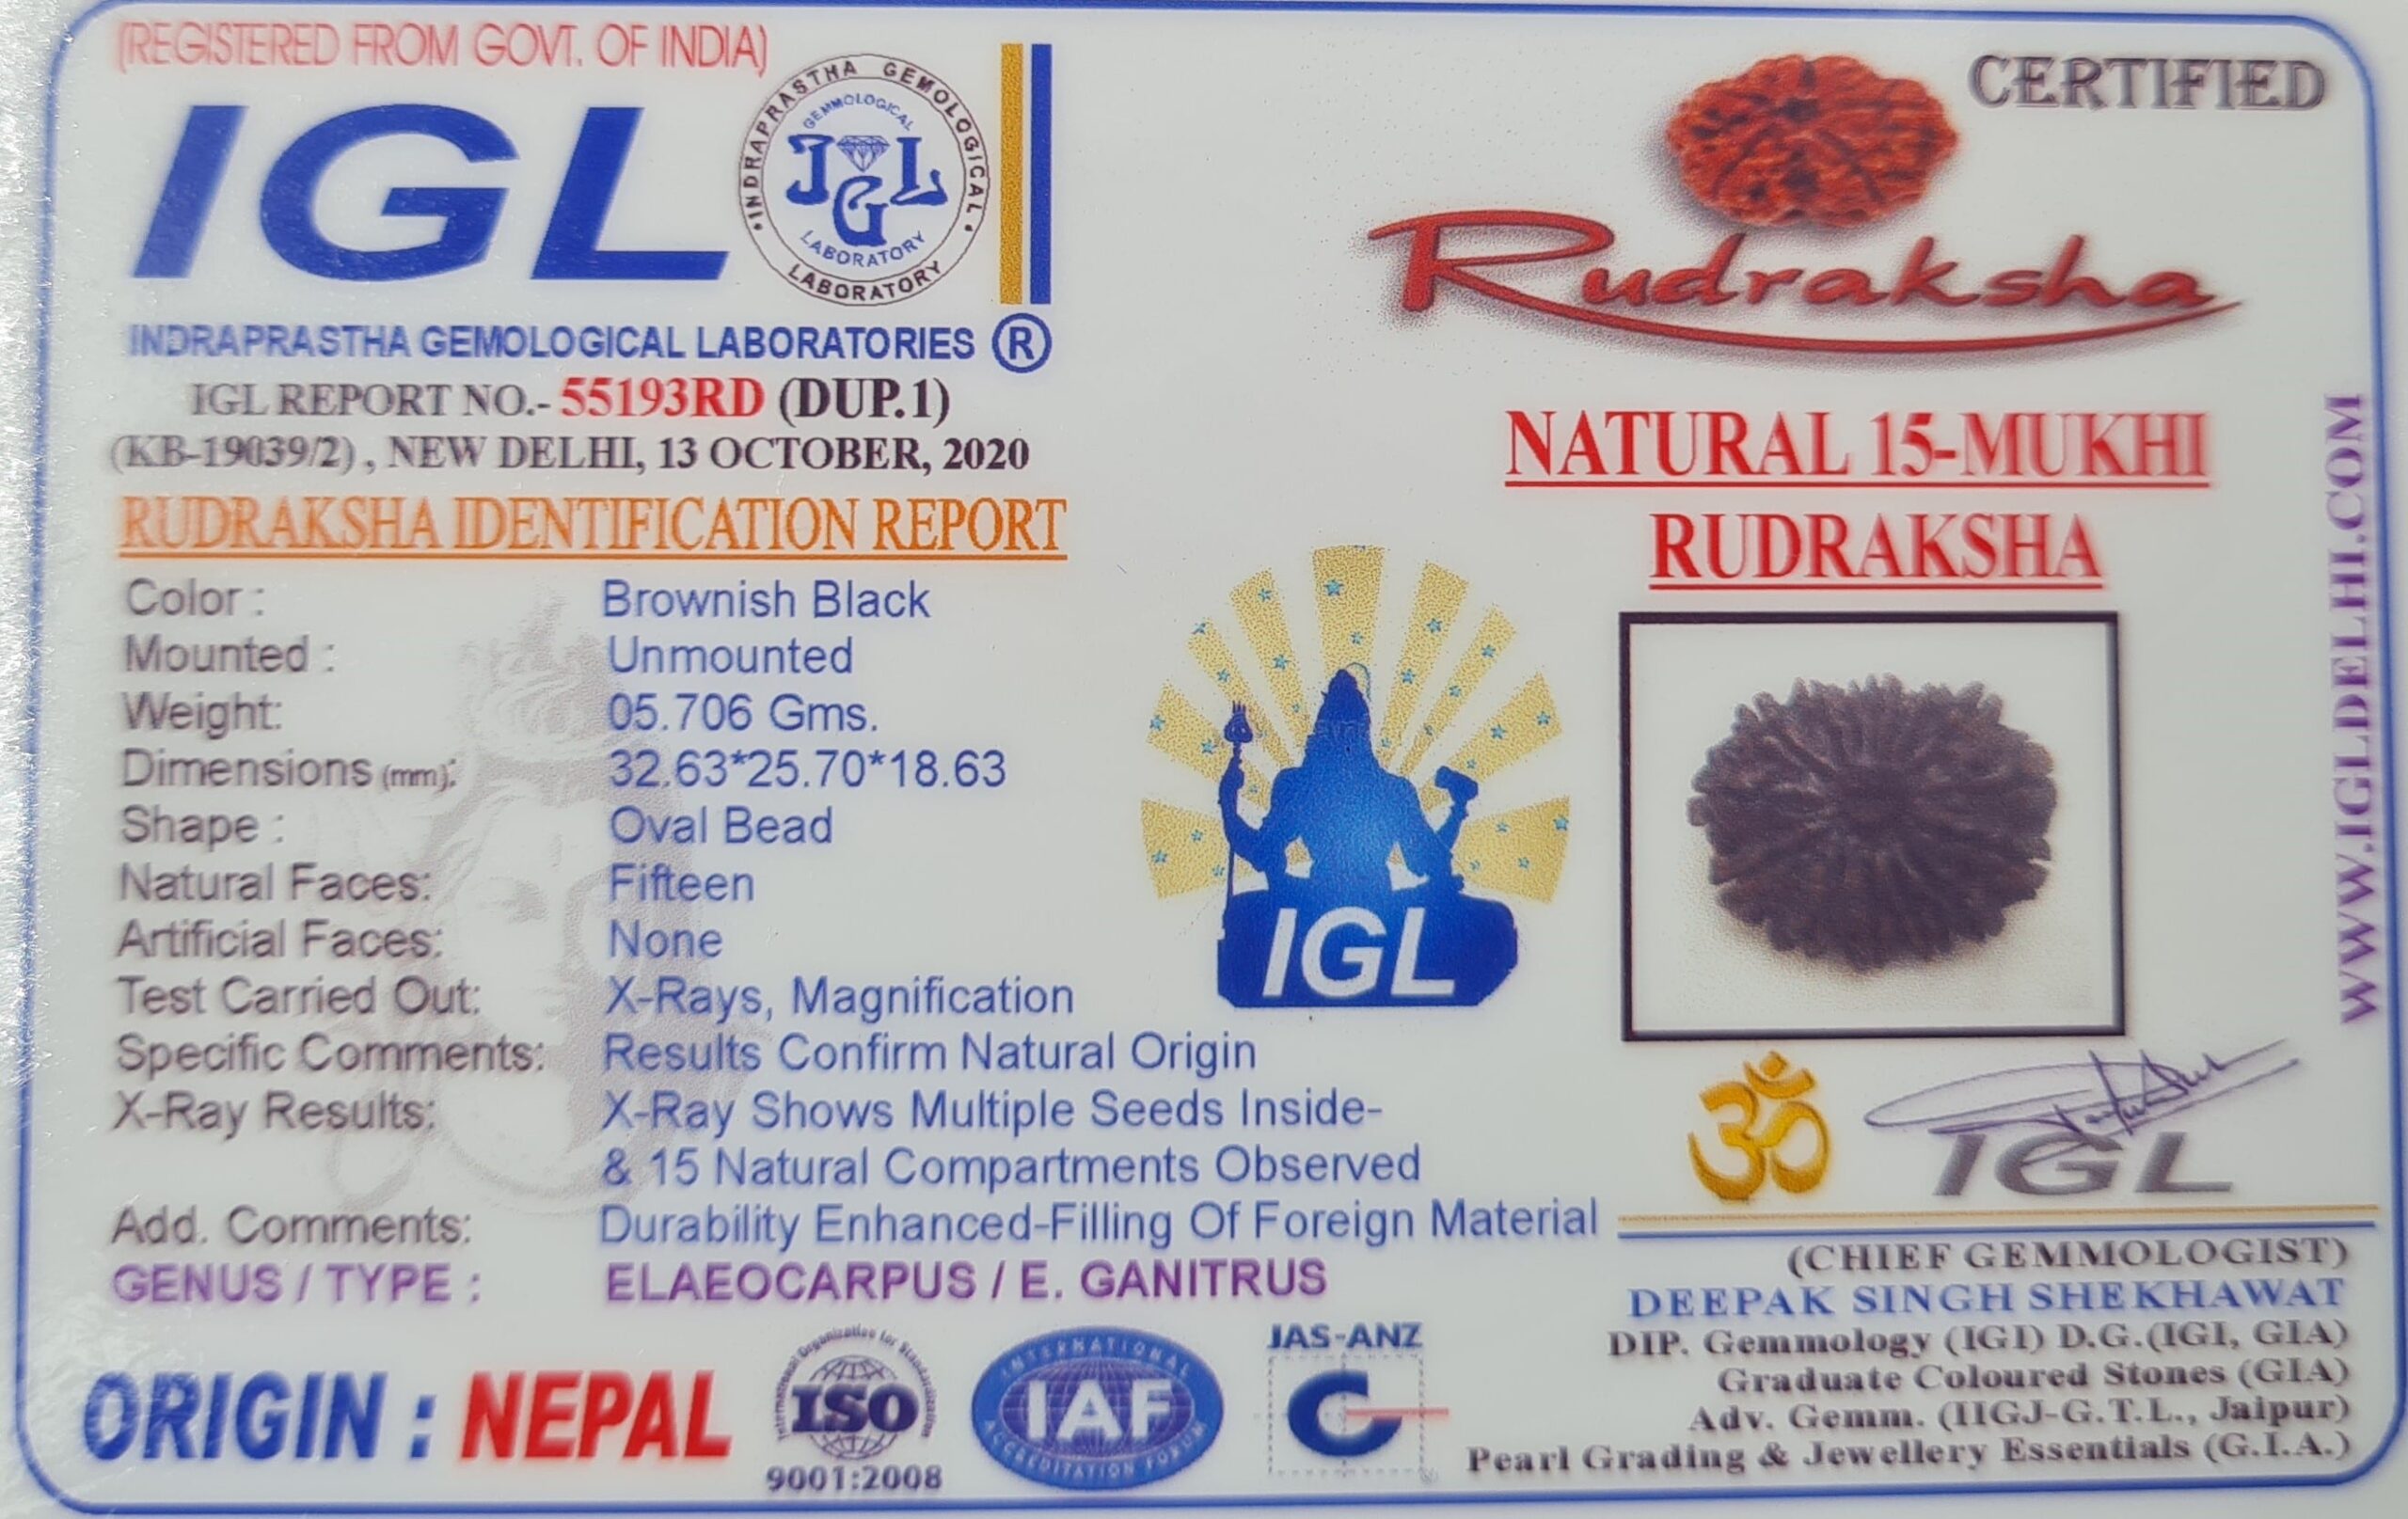 (REGISTERED FROM GOVT. OF INDIA)
IGL
INDRAPRASTHA GEMOLOGICAL LABORATORY
GEMMOLOGICAL
IGL
LABORATORY
INDRAPRASTHA GEMOLOGICAL LABORATORIES ®
IGL REPORT NO.- 55193RD (DUP.1)
(KB-19039/2) , NEW DELHI, 13 OCTOBER, 2020
RUDRAKSHA IDENTIFICATION REPORT
Color : Brownish Black
Mounted : Unmounted
Weight: 05.706 Gms.
Dimensions (mm): 32.63*25.70*18.63
Shape : Oval Bead
Natural Faces: Fifteen
Artificial Faces: None
Test Carried Out: X-Rays, Magnification
Specific Comments: Results Confirm Natural Origin
X-Ray Results: X-Ray Shows Multiple Seeds Inside-
& 15 Natural Compartments Observed
Add. Comments: Durability Enhanced-Filling Of Foreign Material
GENUS / TYPE : ELAEOCARPUS / E. GANITRUS
ORIGIN : NEPAL
International Organization for Standardization
ISO
9001:2008
INTERNATIONAL
IAF
ACCREDITATION FORUM
JAS-ANZ
CERTIFIED
Rudraksha
NATURAL 15-MUKHI
RUDRAKSHA
IGL
WWW.IGLDELHI.COM
ॐ
IGL
(CHIEF GEMMOLOGIST)
DEEPAK SINGH SHEKHAWAT
DIP. Gemmology (IGI) D.G.(IGI, GIA)
Graduate Coloured Stones (GIA)
Adv. Gemm. (IIGJ-G.T.L., Jaipur)
Pearl Grading & Jewellery Essentials (G.I.A.)